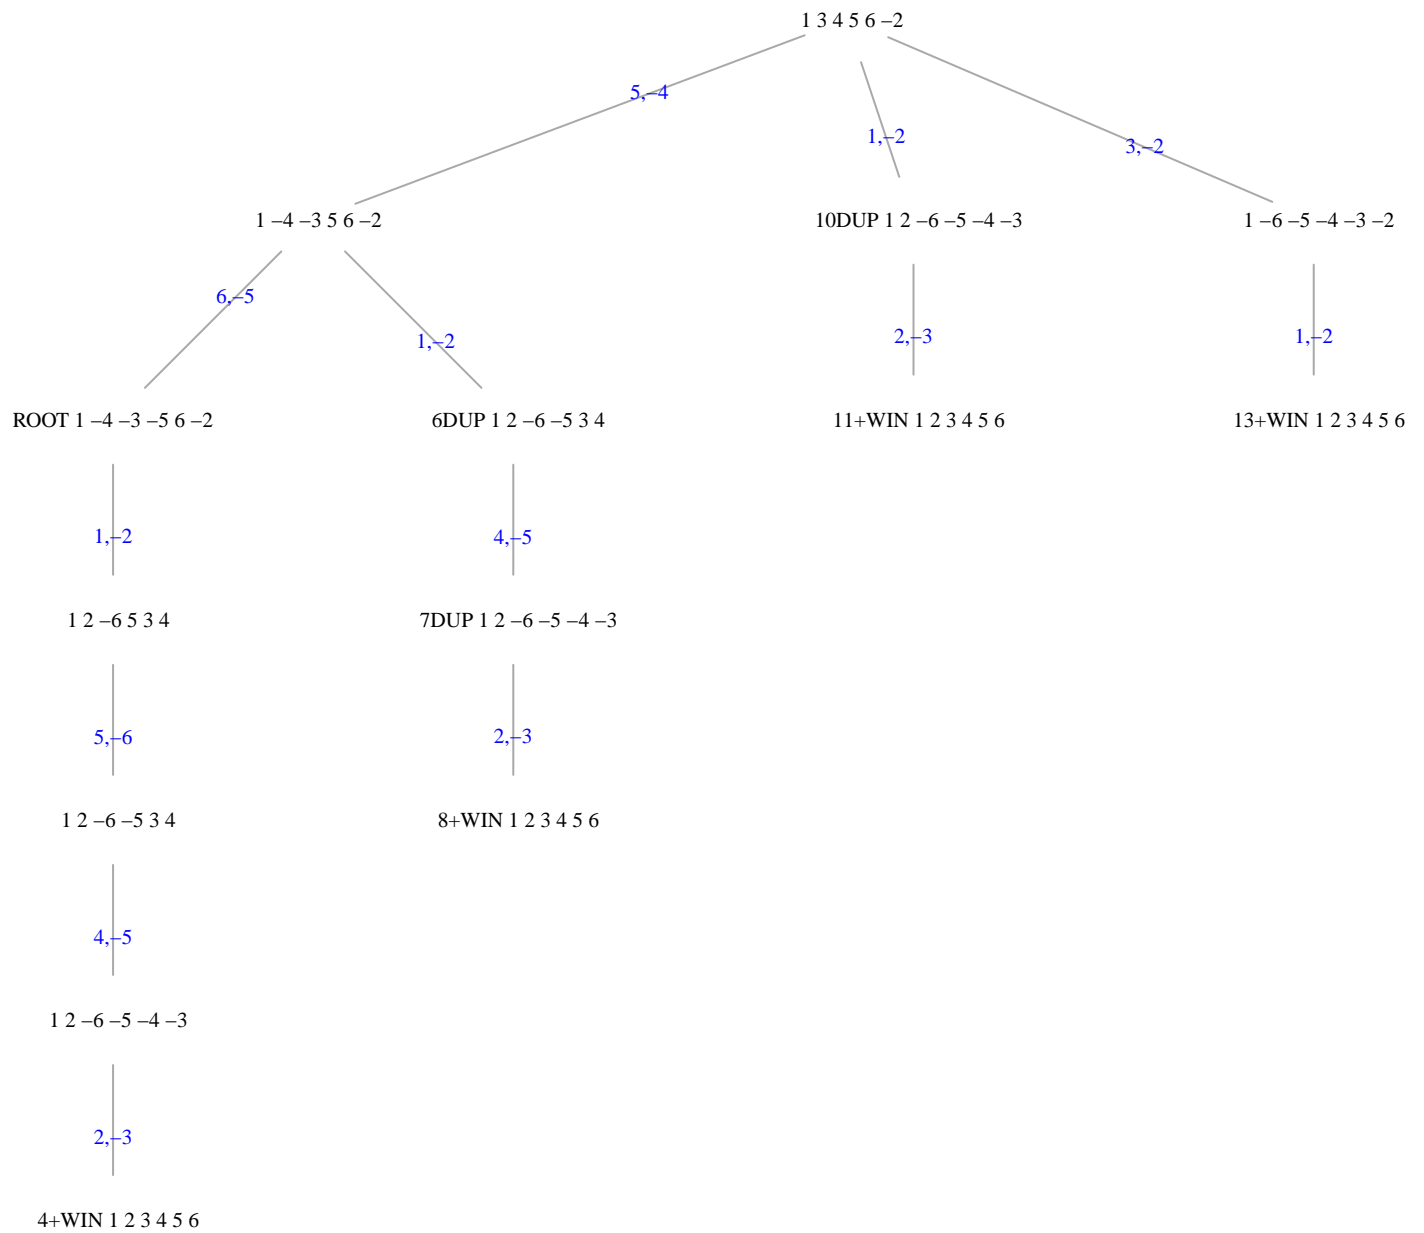 1 3 4 5 6 –2
5,–4
1,–2
3,–2
1 –4 –3 5 6 –2
10DUP 1 2 –6 –5 –4 –3
1 –6 –5 –4 –3 –2
6,–5
1,–2
2,–3
1,–2
ROOT 1 –4 –3 –5 6 –2
6DUP 1 2 –6 –5 3 4
11+WIN 1 2 3 4 5 6
13+WIN 1 2 3 4 5 6
1,–2
4,–5
1 2 –6 5 3 4
7DUP 1 2 –6 –5 –4 –3
5,–6
2,–3
1 2 –6 –5 3 4
8+WIN 1 2 3 4 5 6
4,–5
1 2 –6 –5 –4 –3
2,–3
4+WIN 1 2 3 4 5 6